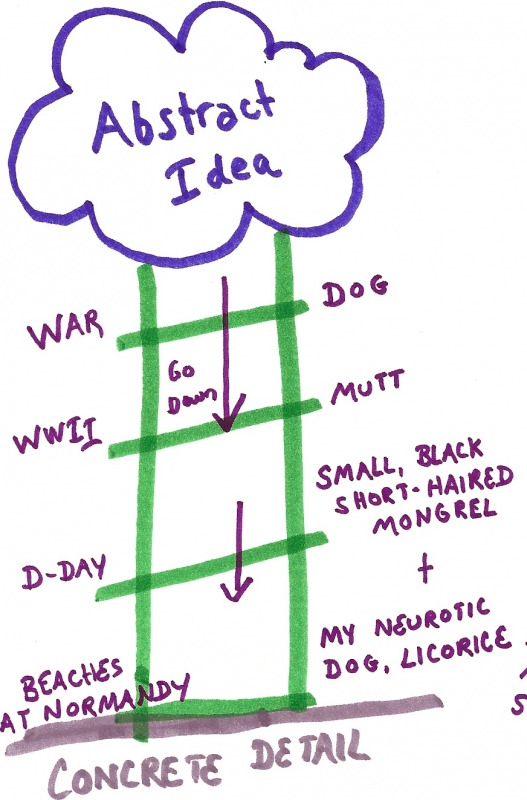 Abstract
Idea
WAR
DOG
GO
DOWN
WWII
MUTT
SMALL, BLACK
SHORT-HAIRED
MONGREL
D-DAY
+
MY NEUROTIC
DOG, LICORICE
BEACHES
AT NORMANDY
CONCRETE DETAIL